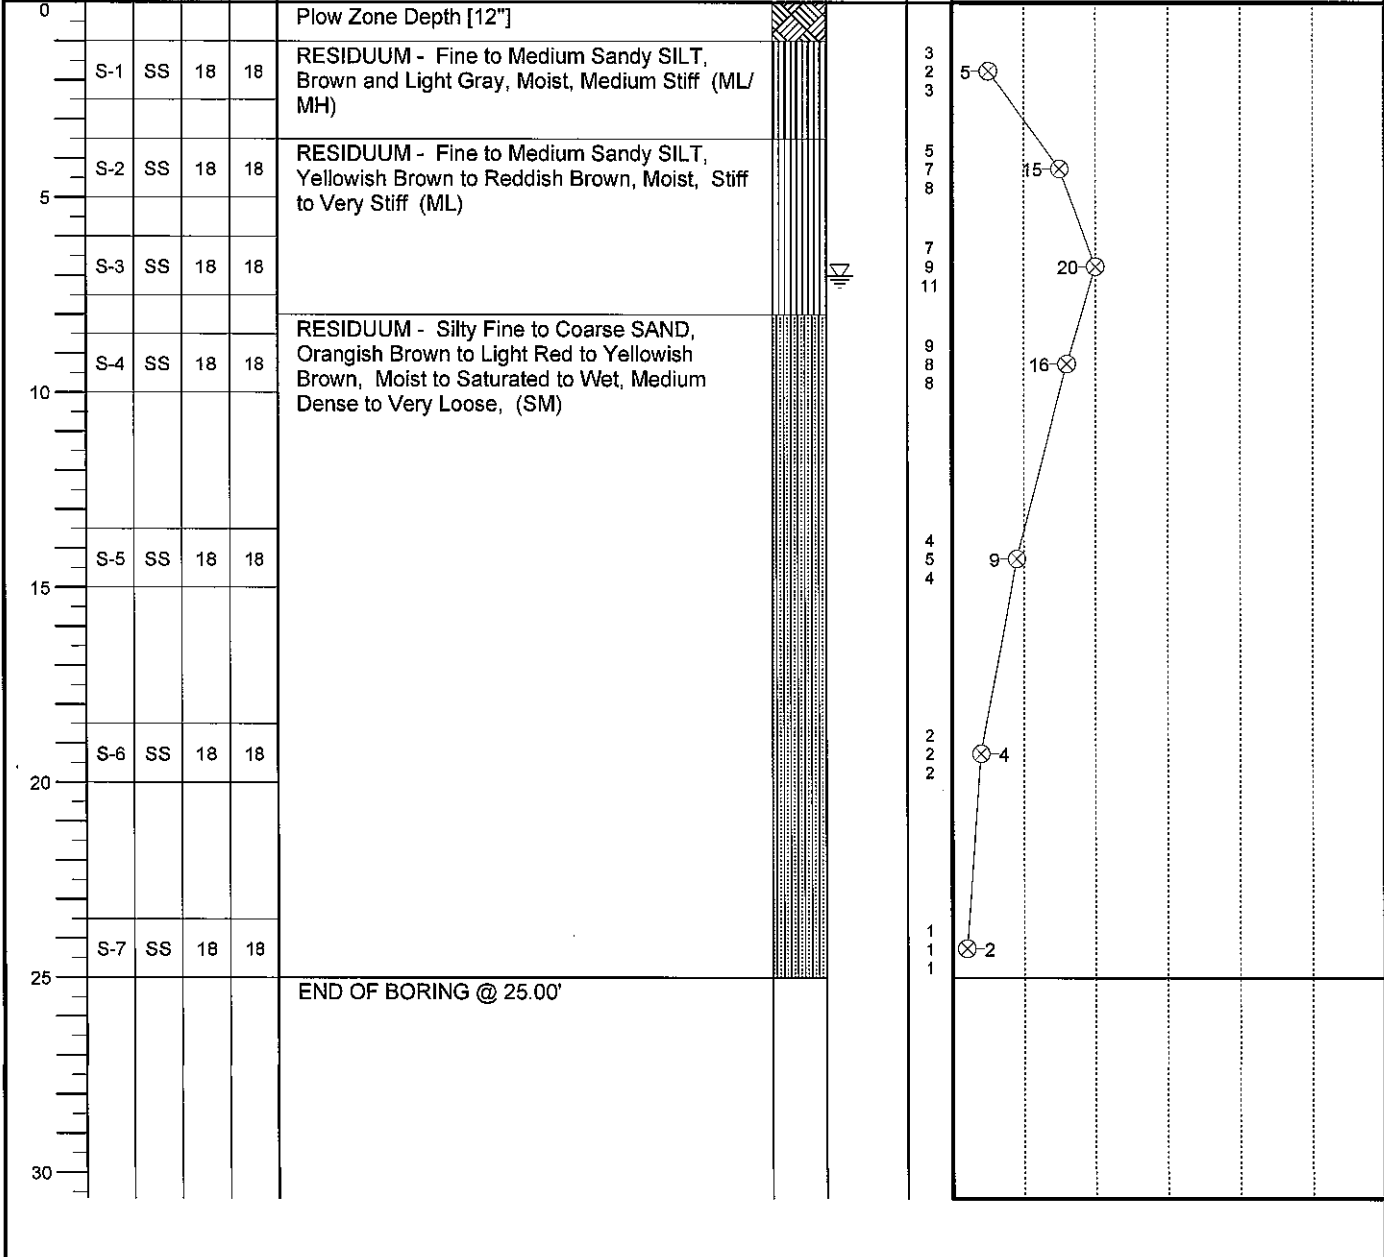 0
Plow Zone Depth [12"]
S-1 SS 18 18
RESIDUUM - Fine to Medium Sandy SILT,
Brown and Light Gray, Moist, Medium Stiff (ML/
MH)
3
2
3
5
S-2 SS 18 18
RESIDUUM - Fine to Medium Sandy SILT,
Yellowish Brown to Reddish Brown, Moist, Stiff
to Very Stiff (ML)
5
7
8
15
5
S-3 SS 18 18
7
9
11
20
RESIDUUM - Silty Fine to Coarse SAND,
Orangish Brown to Light Red to Yellowish
Brown, Moist to Saturated to Wet, Medium
Dense to Very Loose, (SM)
S-4 SS 18 18
9
8
8
16
10
S-5 SS 18 18
4
5
4
9
15
S-6 SS 18 18
2
2
2
4
20
S-7 SS 18 18
1
1
1
2
25
END OF BORING @ 25.00'
30